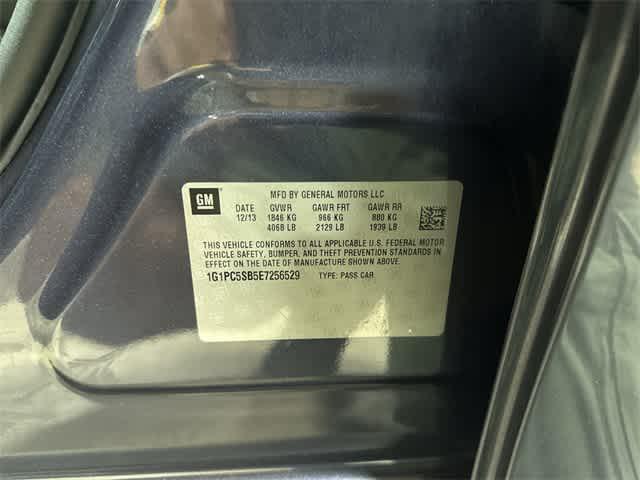 GM
MFD BY GENERAL MOTORS LLC
DATE GVWR GAWR FRT GAWR RR
12/13 1846 KG 966 KG 880 KG
4068 LB 2129 LB 1939 LB
THIS VEHICLE CONFORMS TO ALL APPLICABLE U.S. FEDERAL MOTOR
VEHICLE SAFETY, BUMPER, AND THEFT PREVENTION STANDARDS IN
EFFECT ON THE DATE OF MANUFACTURE SHOWN ABOVE.
1G1PC5SB5E7256529 TYPE: PASS CAR